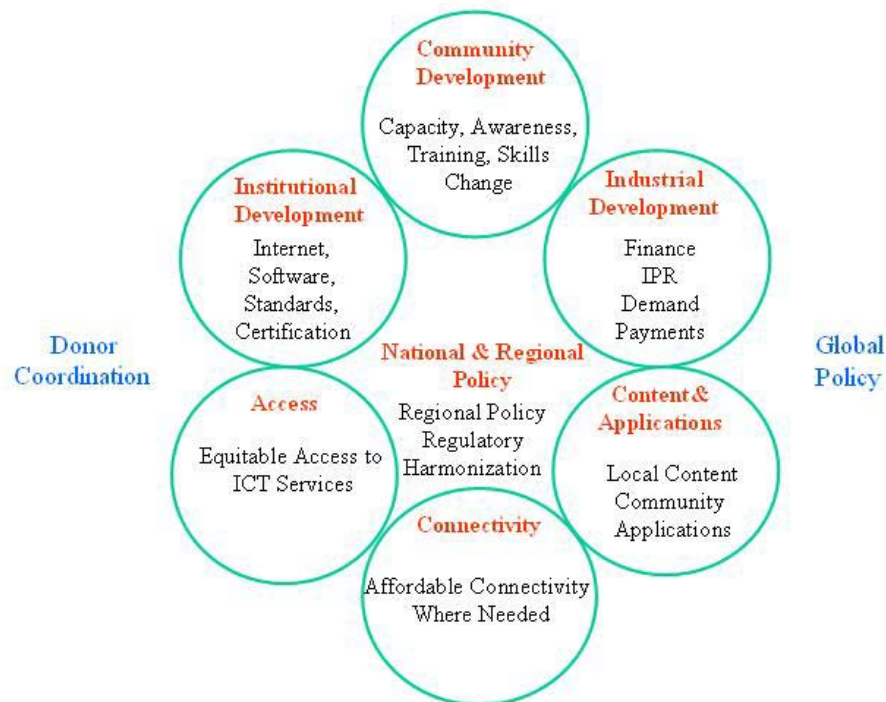 Community
Development
Capacity, Awareness,
Training, Skills
Change
Institutional
Development
Internet,
Software,
Standards,
Certification
Industrial
Development
Finance
IPR
Demand
Payments
Donor
Coordination
National & Regional
Policy
Regional Policy
Regulatory
Harmonization
Global
Policy
Access
Equitable Access to
ICT Services
Content&
Applications
Local Content
Community
Applications
Connectivity
Affordable Connectivity
Where Needed